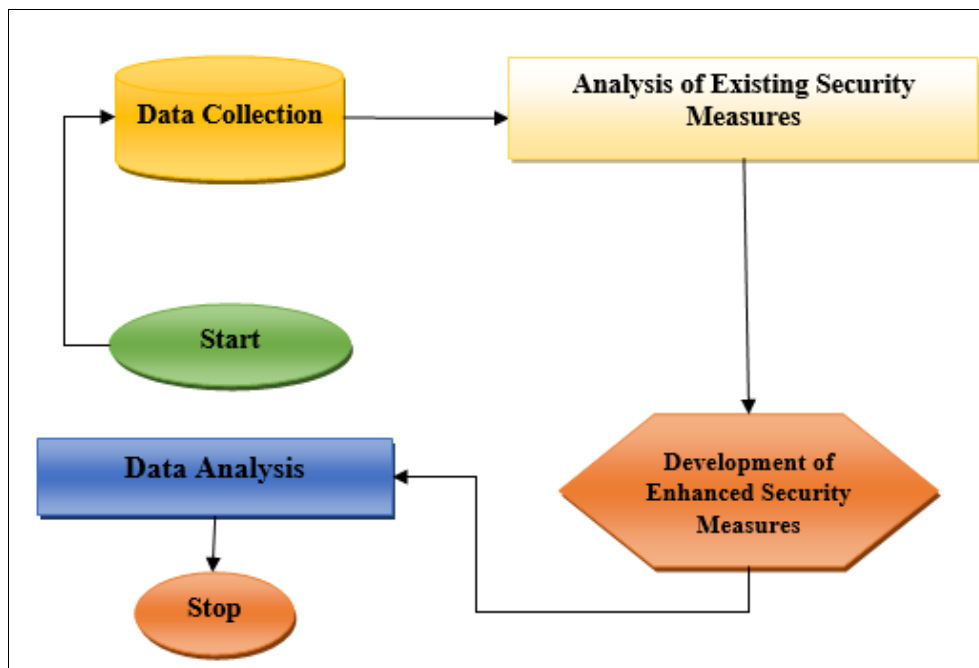 Data Collection
Analysis of Existing Security
Measures
Start
Data Analysis
Development of
Enhanced Security
Measures
Stop